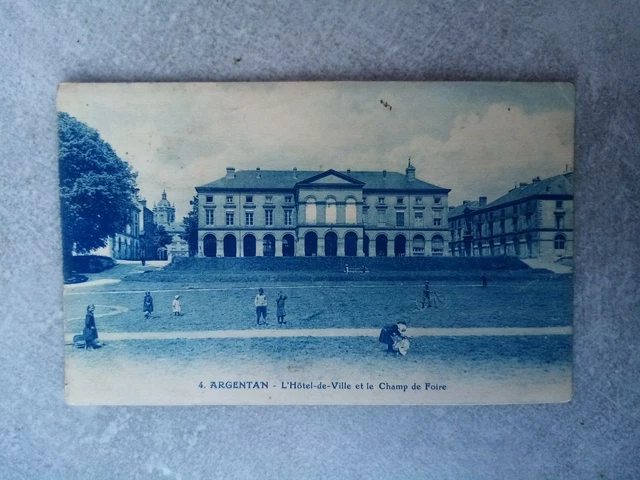 4. ARGENTAN - L'Hôtel-de-Ville et le Champ de Foire